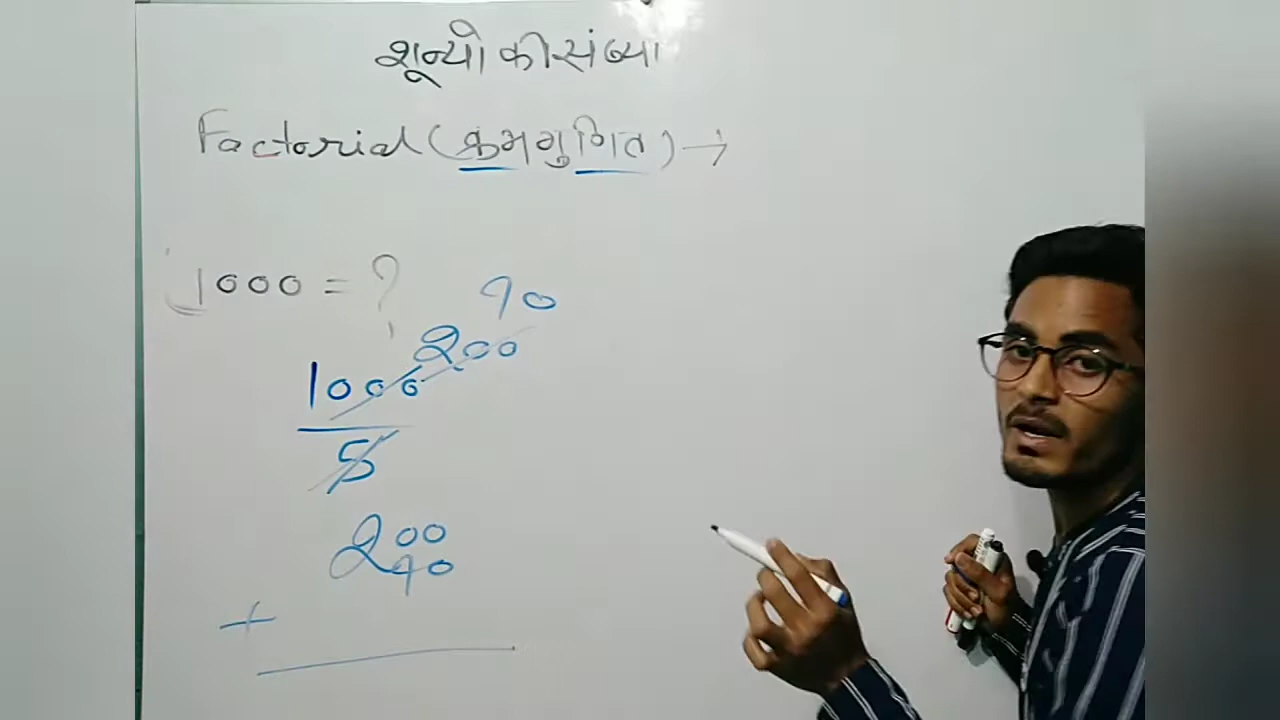 शून्यो की संख्या
Factorial (क्रमगुणित) →
1000 = ?
40
200
1000
5
200
40
+